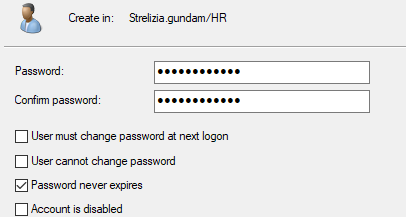 Create in: Strelizia.gundam/HR
Password: ●●●●●●●●●●●●
Confirm password: ●●●●●●●●●●●●
User must change password at next logon
User cannot change password
Password never expires
Account is disabled